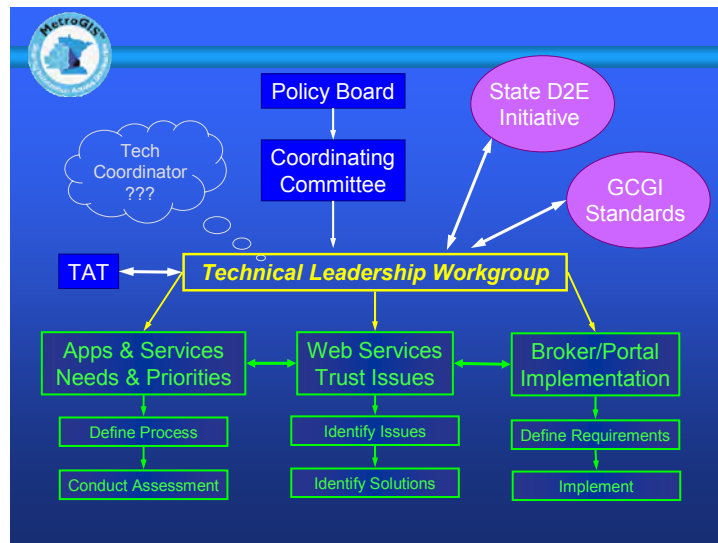 MetroGIS™
Policy Board
State D2E
Initiative
Tech
Coordinator
???
Coordinating
Committee
GCGI
Standards
TAT
Technical Leadership Workgroup
Apps & Services
Needs & Priorities
Web Services
Trust Issues
Broker/Portal
Implementation
Define Process
Identify Issues
Define Requirements
Conduct Assessment
Identify Solutions
Implement